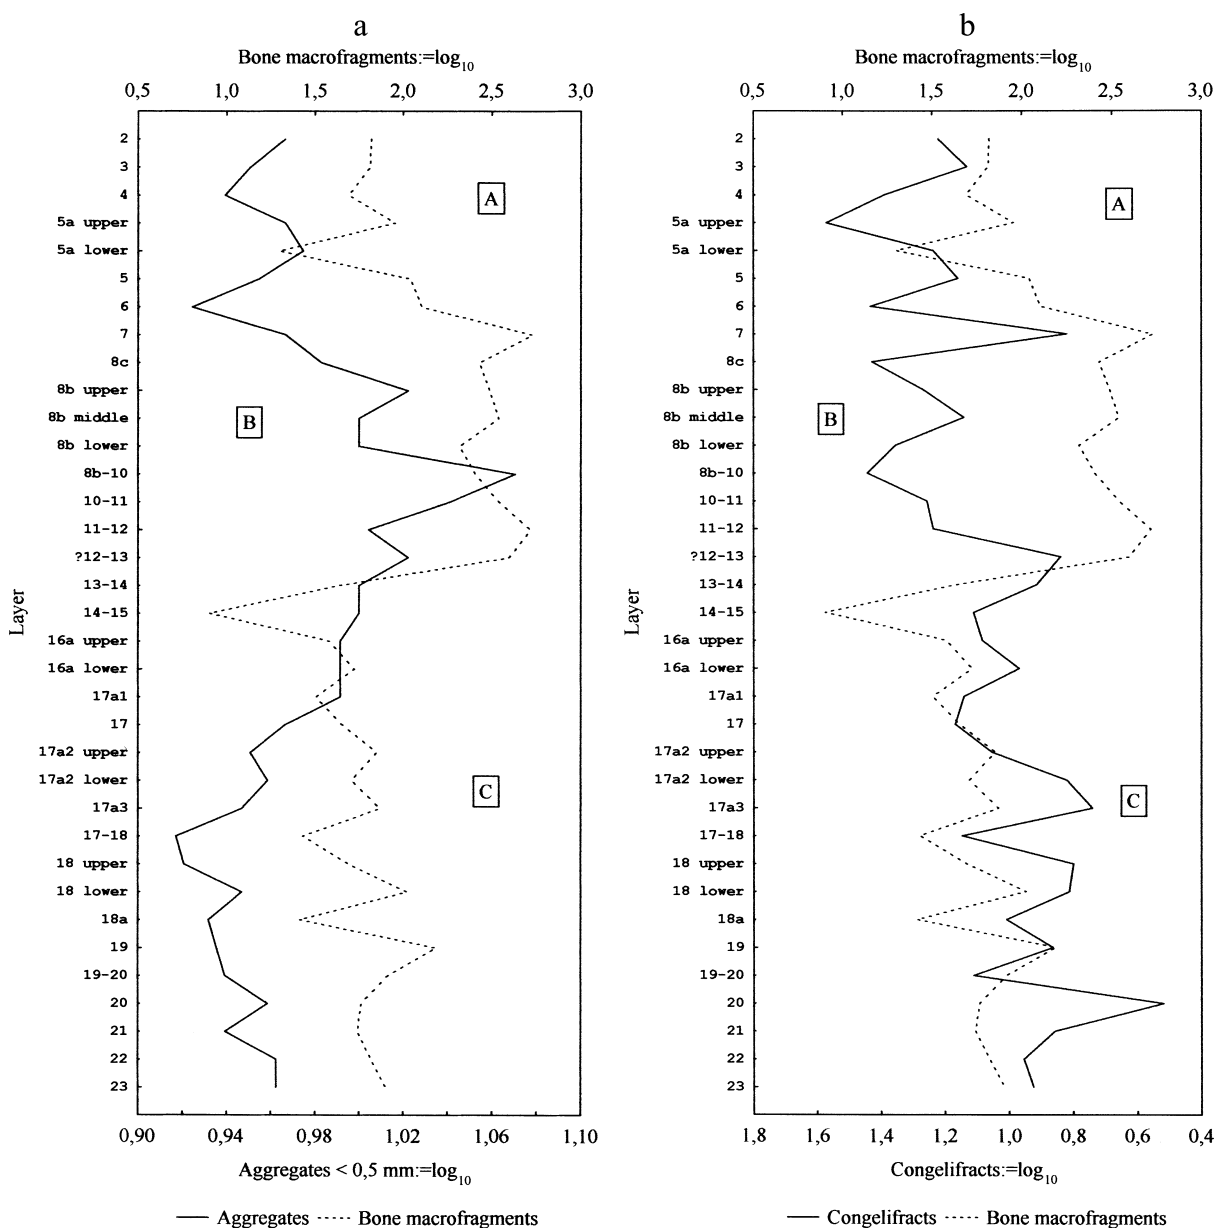 a
Bone macrofragments:=log10
0,5 1,0 1,5 2,0 2,5 3,0
2
3
4
5a upper
5a lower
5
6
7
8c
8b upper
8b middle
8b lower
8b-10
10-11
11-12
?12-13
13-14
14-15
16a upper
16a lower
17a1
17
17a2 upper
17a2 lower
17a3
17-18
18 upper
18 lower
18a
19
19-20
20
21
22
23
Layer
A
B
C
0,90 0,94 0,98 1,02 1,06 1,10
Aggregates < 0,5 mm:=log10
Aggregates Bone macrofragments
b
Bone macrofragments:=log10
0,5 1,0 1,5 2,0 2,5 3,0
2
3
4
5a upper
5a lower
5
6
7
8c
8b upper
8b middle
8b lower
8b-10
10-11
11-12
?12-13
13-14
14-15
16a upper
16a lower
17a1
17
17a2 upper
17a2 lower
17a3
17-18
18 upper
18 lower
18a
19
19-20
20
21
22
23
Layer
A
B
C
1,8 1,6 1,4 1,2 1,0 0,8 0,6 0,4
Congelifracts:=log10
Congelifracts Bone macrofragments